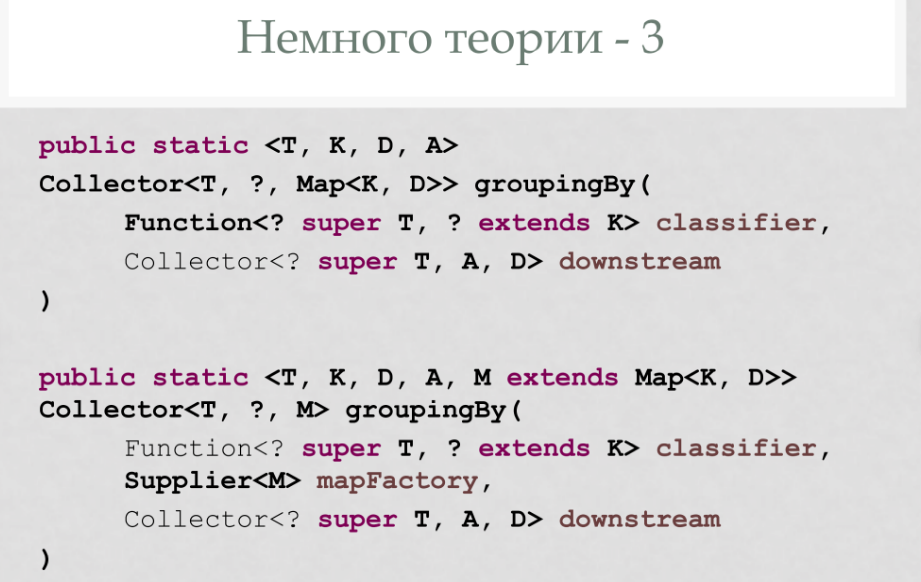 Немного теории - 3
public static <T, K, D, A>
Collector<T, ?, Map<K, D>> groupingBy(
Function<? super T, ? extends K> classifier,
Collector<? super T, A, D> downstream
)
public static <T, K, D, A, M extends Map<K, D>>
Collector<T, ?, M> groupingBy(
Function<? super T, ? extends K> classifier,
Supplier<M> mapFactory,
Collector<? super T, A, D> downstream
)